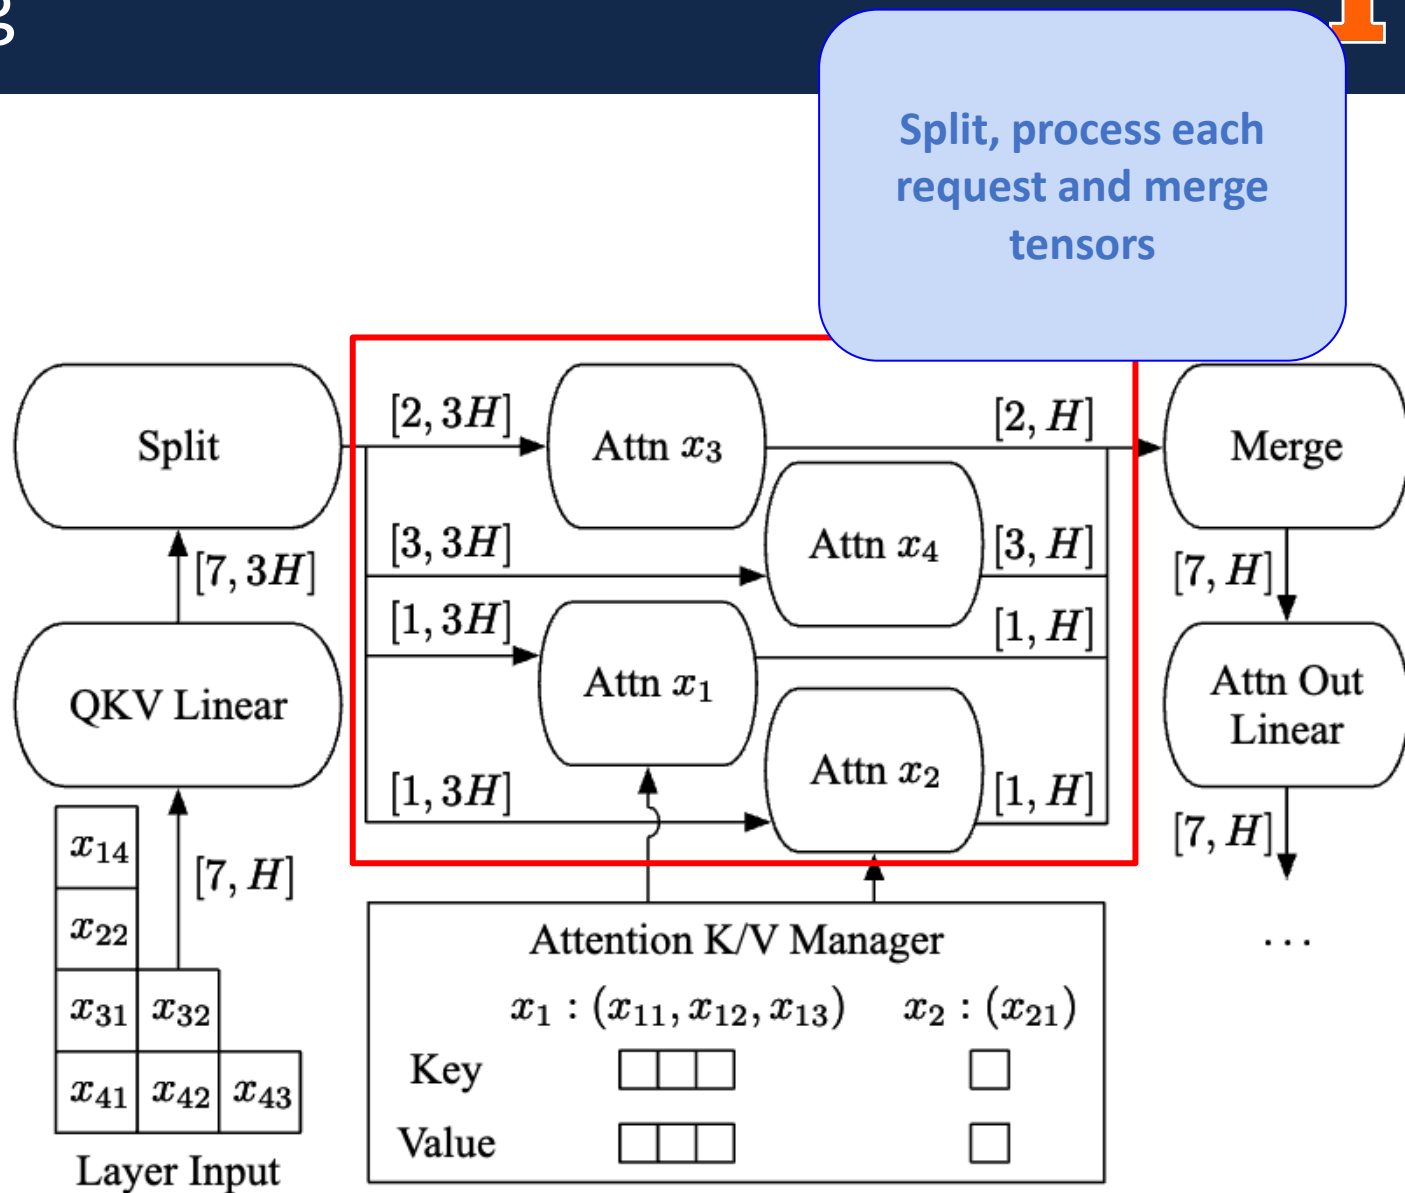 g
Split, process each
request and merge
tensors
Split
[2, 3H]
Attn x₃
[2, H]
Merge
[7, 3H]
[3, 3H]
Attn x₄
[3, H]
[7, H]
[1, 3H]
Attn x₁
[1, H]
QKV Linear
Attn Out
Linear
[1, 3H]
Attn x₂
[1, H]
[7, H]
[7, H]
x₁₄
x₂₂
x₃₁ x₃₂
x₄₁ x₄₂ x₄₃
Layer Input
Attention K/V Manager
x₁ : (x₁₁, x₁₂, x₁₃) x₂ : (x₂₁)
Key
Value
...